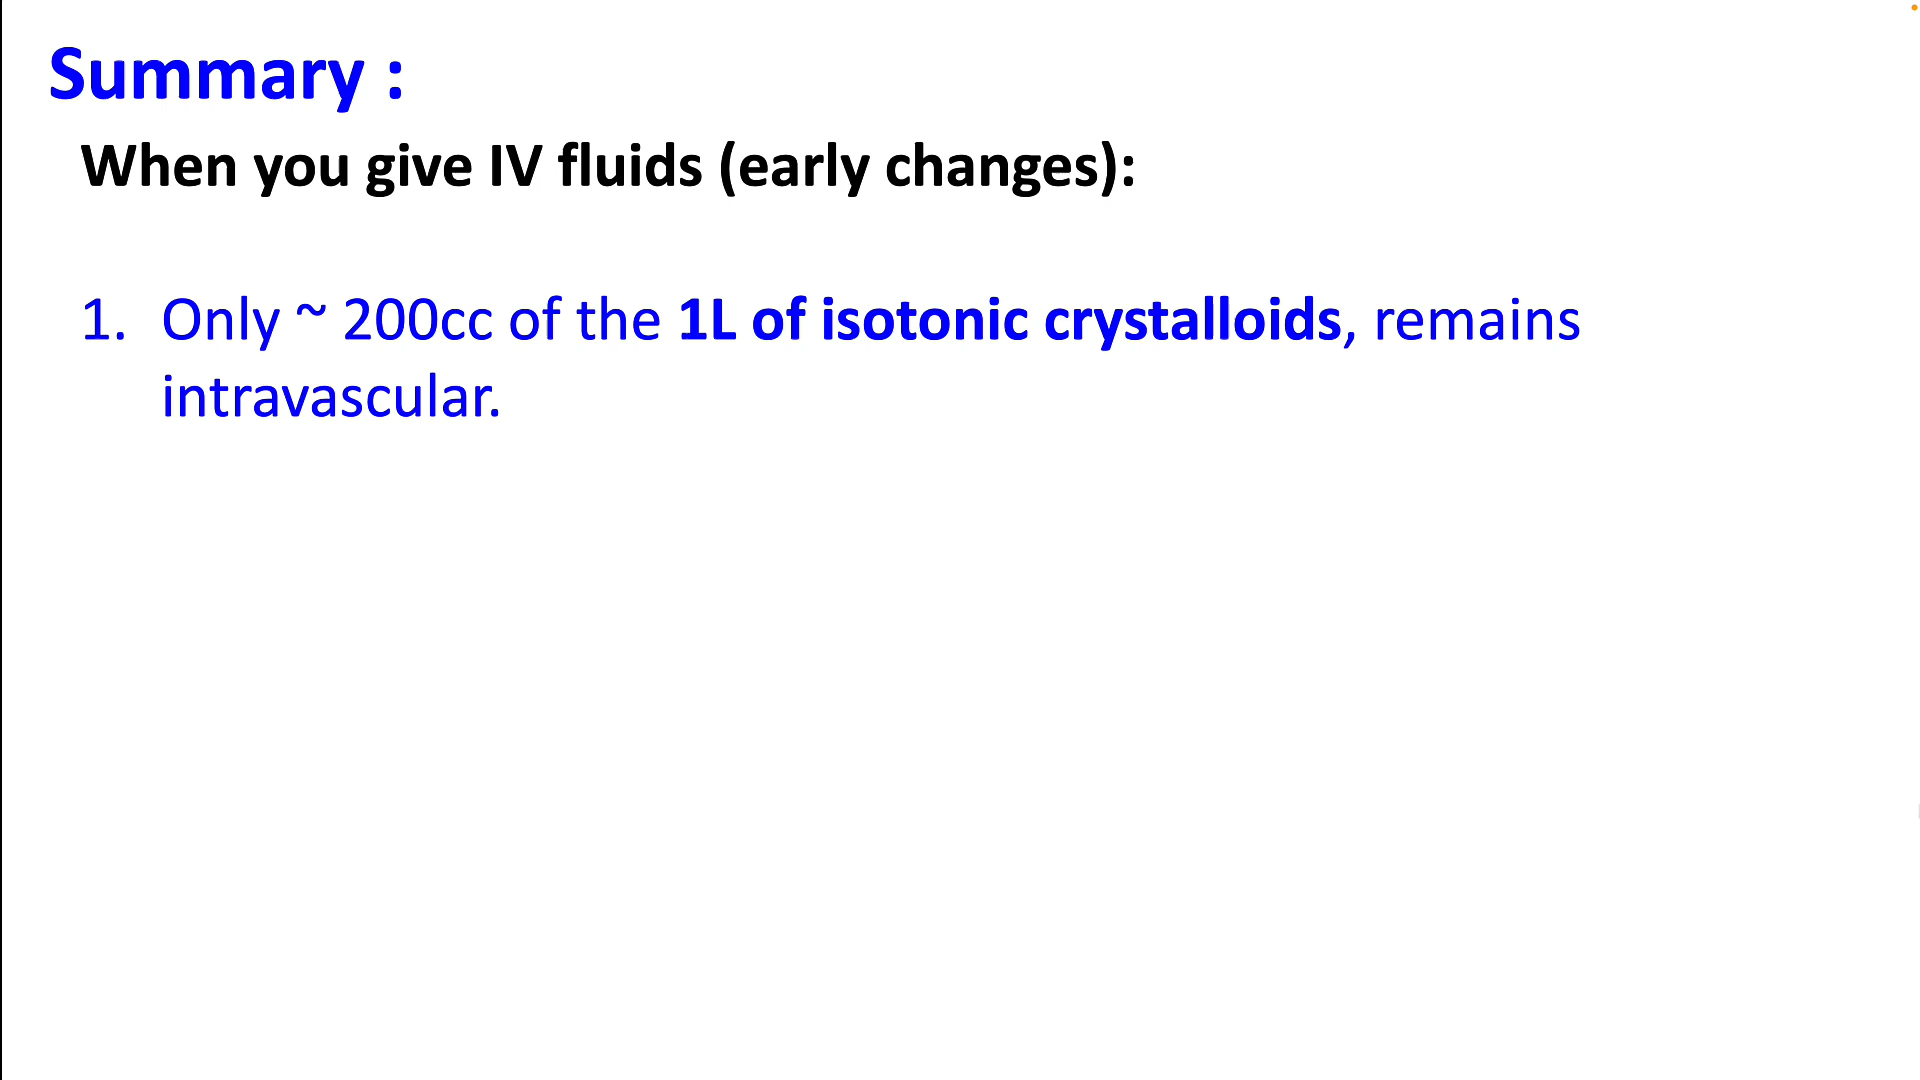 Summary :
When you give IV fluids (early changes):
1. Only ~ 200cc of the 1L of isotonic crystalloids, remains
intravascular.